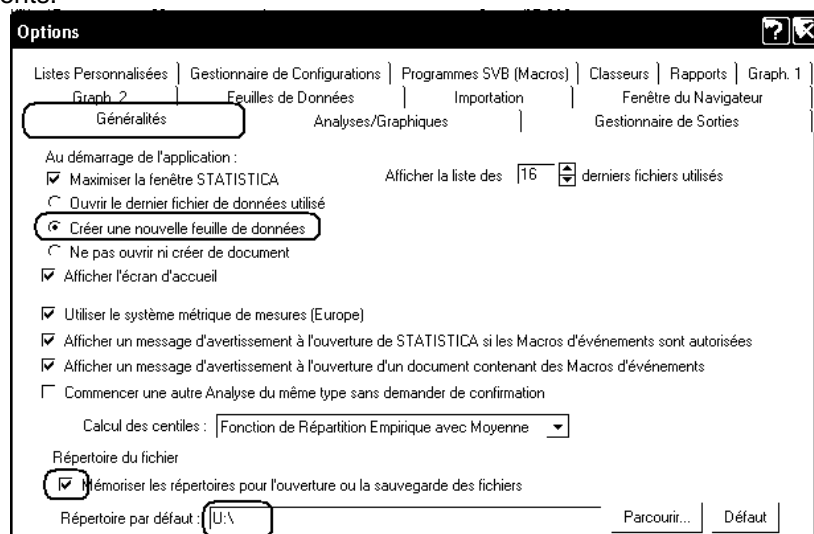 Options
Listes Personnalisées Gestionnaire de Configurations Programmes SVB (Macros) Classeurs Rapports Graph. 1
Graph. 2 Feuilles de Données Importation Fenêtre du Navigateur
Généralités Analyses/Graphiques Gestionnaire de Sorties
Au démarrage de l'application :
Maximiser la fenêtre STATISTICA Afficher la liste des 16 derniers fichiers utilisés
Ouvrir le dernier fichier de données utilisé
Créer une nouvelle feuille de données
Ne pas ouvrir ni créer de document
Afficher l'écran d'accueil
Utiliser le système métrique de mesures (Europe)
Afficher un message d'avertissement à l'ouverture de STATISTICA si les Macros d'événements sont autorisées
Afficher un message d'avertissement à l'ouverture d'un document contenant des Macros d'événements
Commencer une autre Analyse du même type sans demander de confirmation
Calcul des centiles : Fonction de Répartition Empirique avec Moyenne
Répertoire du fichier
Mémoriser les répertoires pour l'ouverture ou la sauvegarde des fichiers
Répertoire par défaut : U:\ Parcourir... Défaut